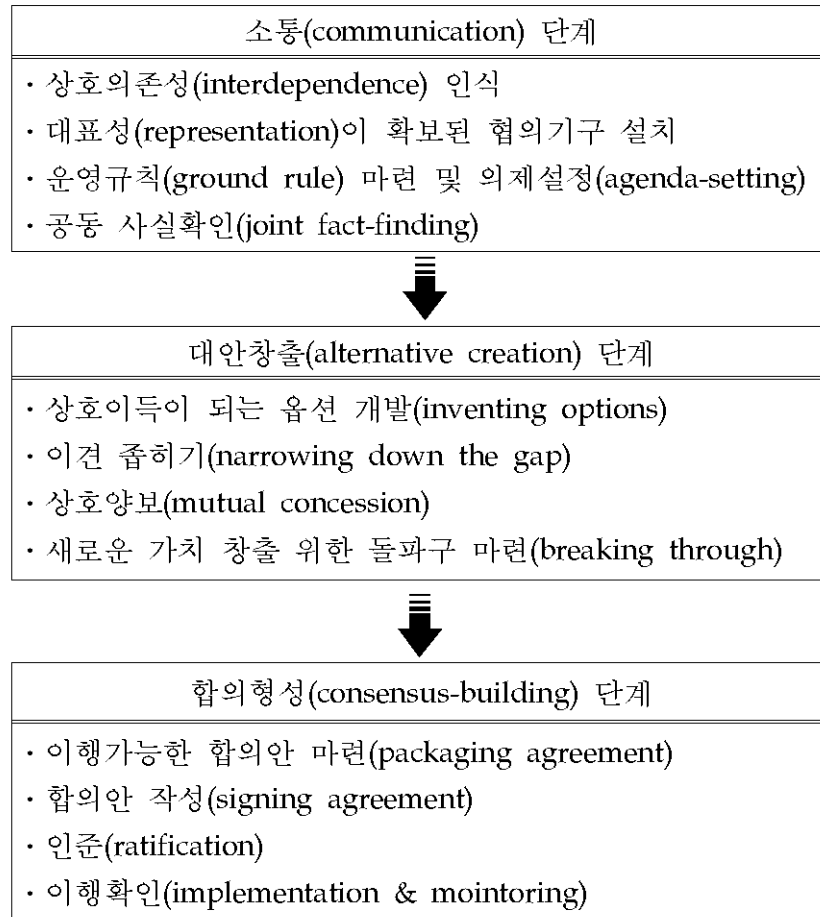 소통(communication) 단계
· 상호의존성(interdependence) 인식
· 대표성(representation)이 확보된 협의기구 설치
· 운영규칙(ground rule) 마련 및 의제설정(agenda-setting)
· 공동 사실확인(joint fact-finding)
대안창출(alternative creation) 단계
· 상호이득이 되는 옵션 개발(inventing options)
· 이견 좁히기(narrowing down the gap)
· 상호양보(mutual concession)
· 새로운 가치 창출 위한 돌파구 마련(breaking through)
합의형성(consensus-building) 단계
· 이행가능한 합의안 마련(packaging agreement)
· 합의안 작성(signing agreement)
· 인준(ratification)
· 이행확인(implementation & mointoring)